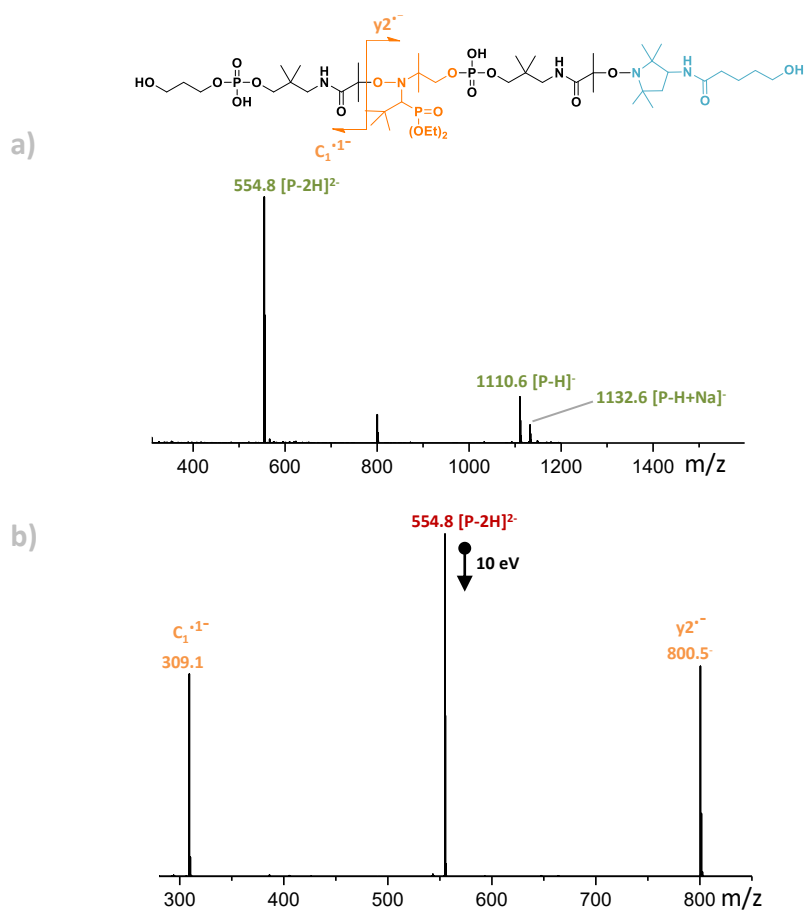 y2•−
HO O P O OH O N H O O N O P OH O O N H O O N N H O OH
P=O
(OEt)2
C1•1−
a)
554.8 [P-2H]2-
1110.6 [P-H]-
1132.6 [P-H+Na]-
400 600 800 1000 1200 1400 m/z
b)
554.8 [P-2H]2-
10 eV
C1•1−
309.1
y2•−
800.5-
300 400 500 600 700 800 m/z